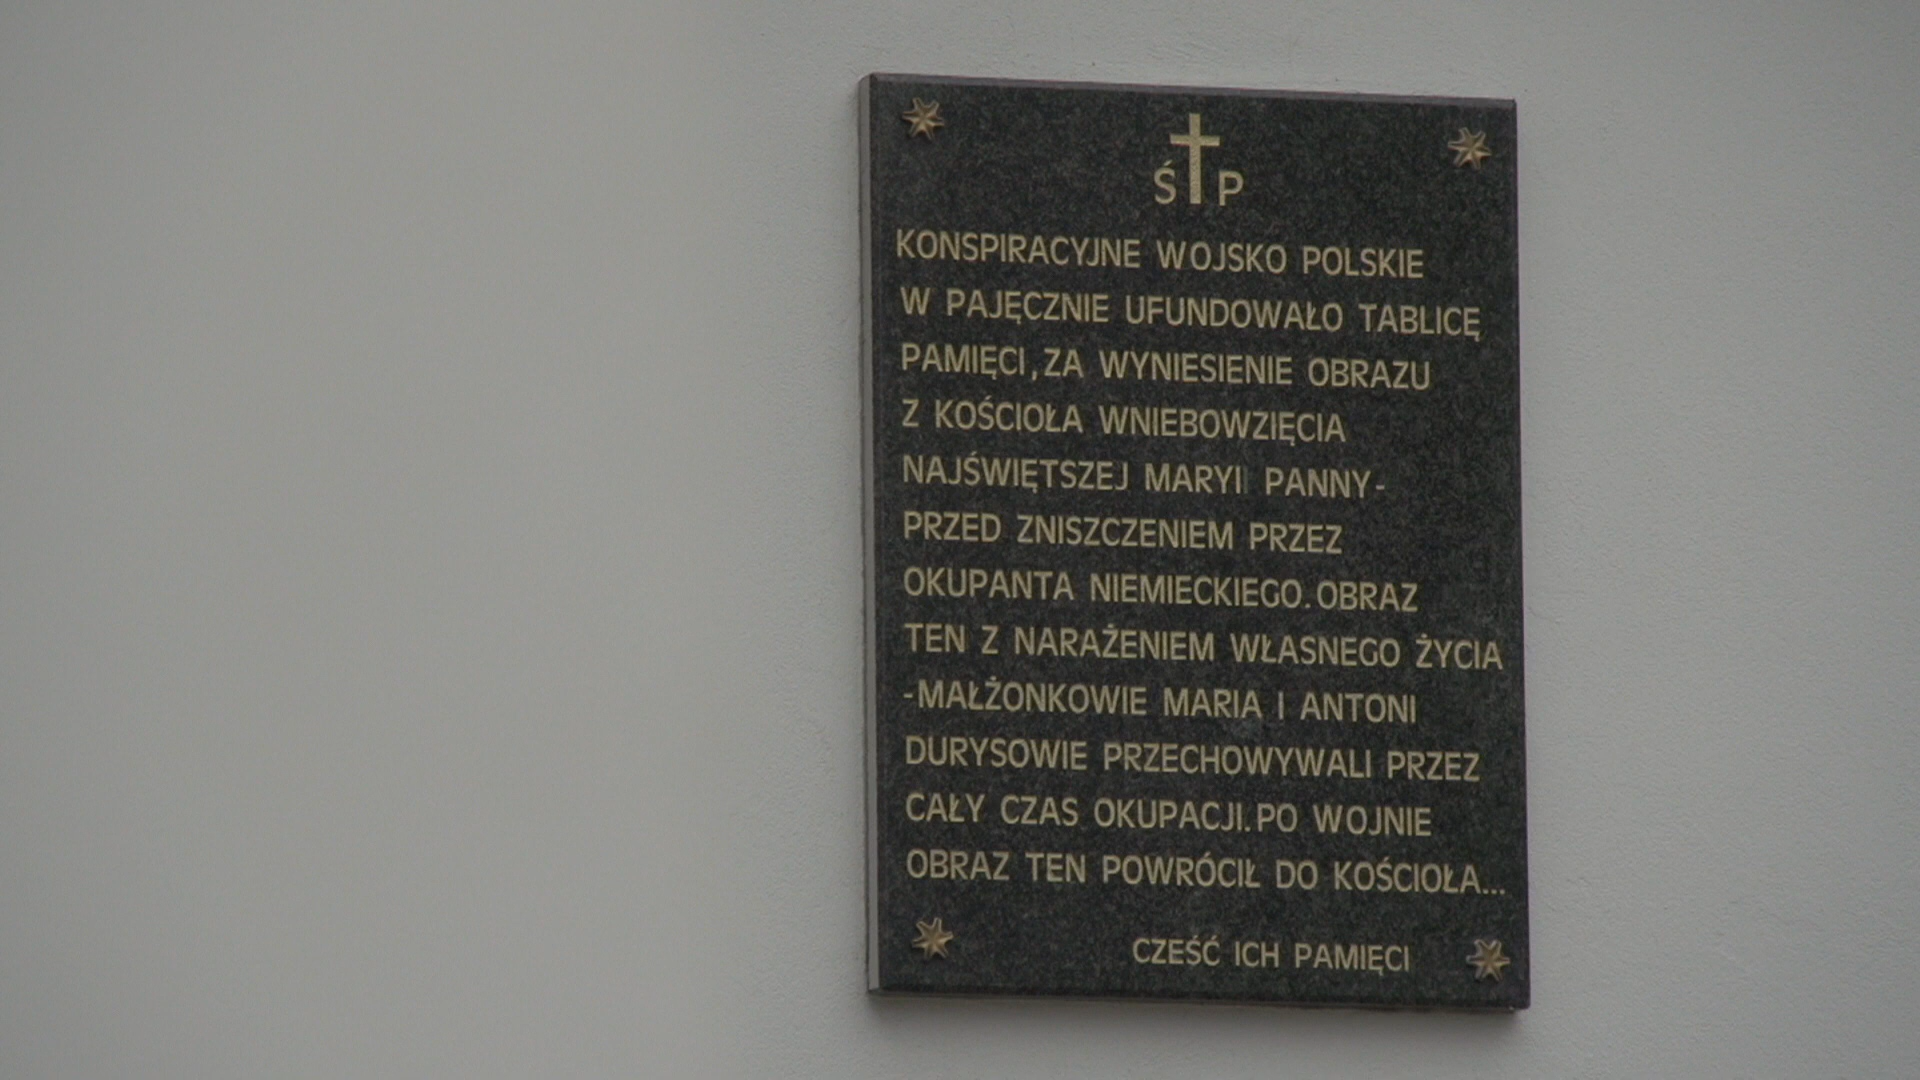 Ś P
KONSPIRACYJNE WOJSKO POLSKIE
W PAJĘCZNIE UFUNDOWAŁO TABLICĘ
PAMIĘCI, ZA WYNIESIENIE OBRAZU
Z KOŚCIOŁA WNIEBOWZIĘCIA
NAJŚWIĘTSZEJ MARYI PANNY-
PRZED ZNISZCZENIEM PRZEZ
OKUPANTA NIEMIECKIEGO. OBRAZ
TEN Z NARAŻENIEM WŁASNEGO ŻYCIA
-MAŁŻONKOWIE MARIA I ANTONI
DURYSOWIE PRZECHOWYWALI PRZEZ
CAŁY CZAS OKUPACJI. PO WOJNIE
OBRAZ TEN POWRÓCIŁ DO KOŚCIOŁA...
CZEŚĆ ICH PAMIĘCI